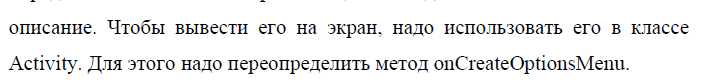 описание. Чтобы вывести его на экран, надо использовать его в классе
Activity. Для этого надо переопределить метод onCreateOptionsMenu.